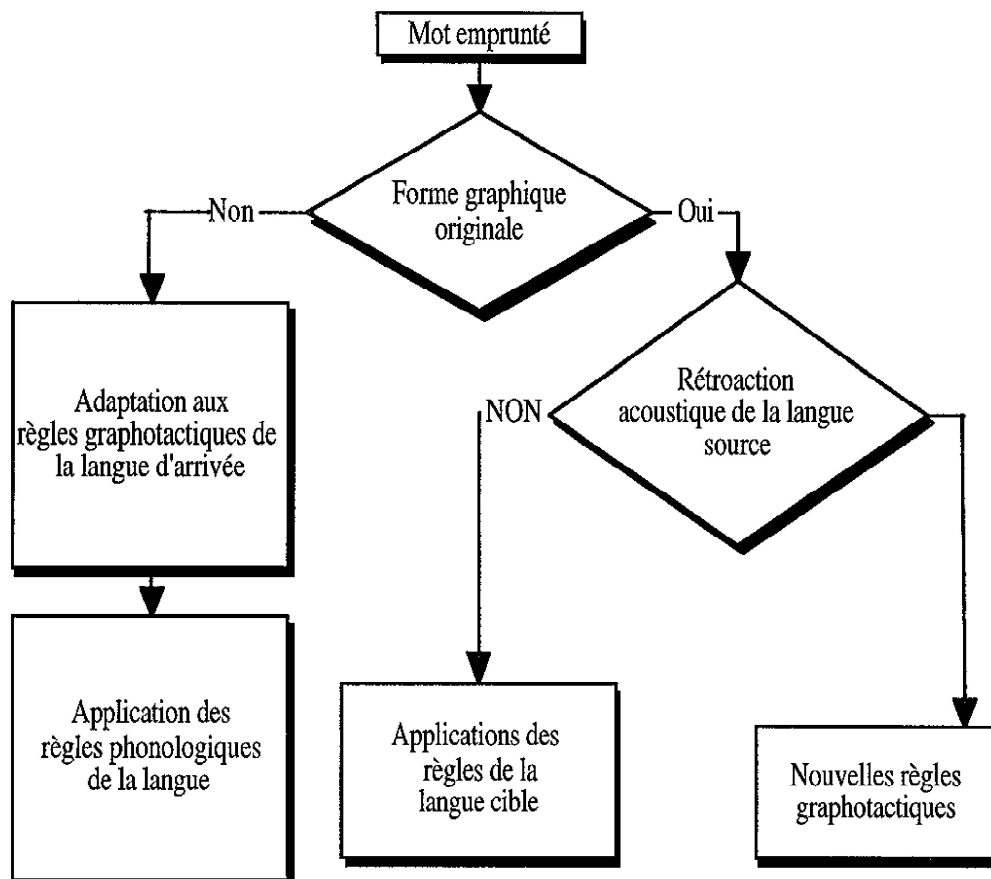 Mot emprunté
Forme graphique
originale
Non
Oui
Adaptation aux
règles graphotactiques de
la langue d'arrivée
Rétroaction
acoustique de la langue
source
NON
Application des
règles phonologiques
de la langue
Applications des
règles de la
langue cible
Nouvelles règles
graphotactiques